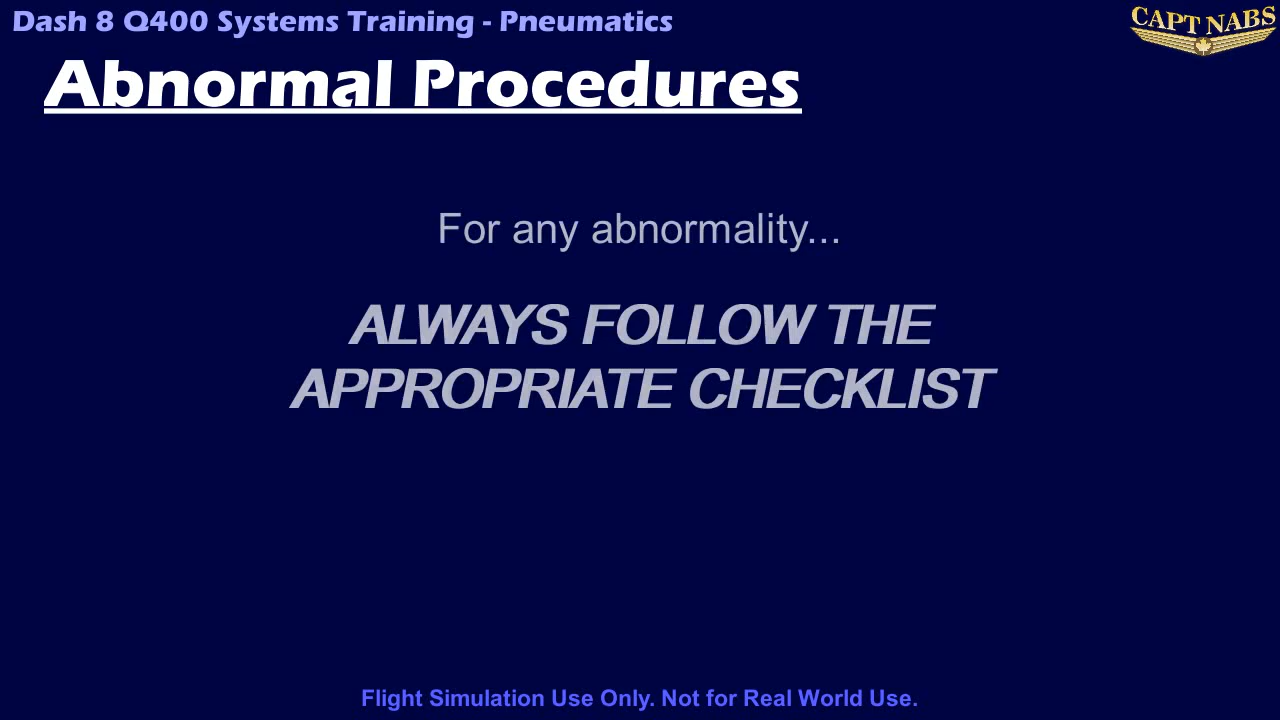 Dash 8 Q400 Systems Training - Pneumatics
CAPT NABS
Abnormal Procedures
For any abnormality...
ALWAYS FOLLOW THE
APPROPRIATE CHECKLIST
Flight Simulation Use Only. Not for Real World Use.